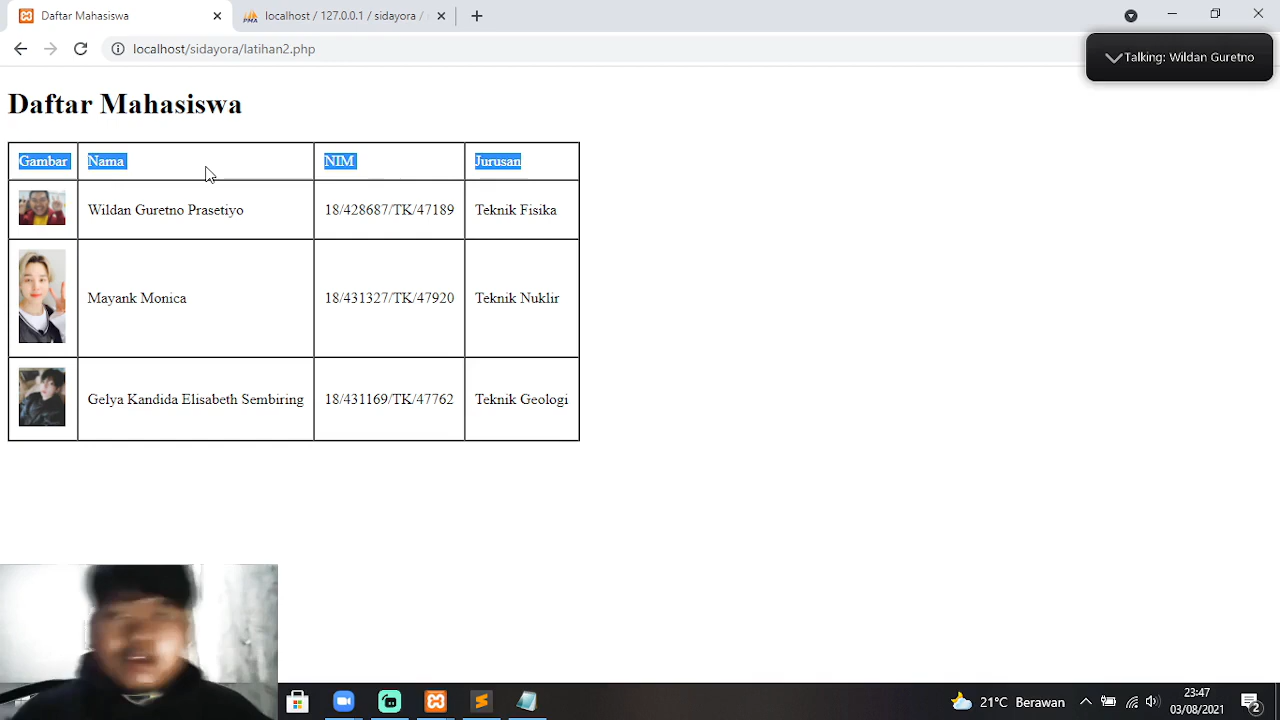 Daftar Mahasiswa
localhost / 127.0.0.1 / sidayora /
localhost/sidayora/latihan2.php
Talking: Wildan Guretno
Daftar Mahasiswa
Gambar Nama NIM Jurusan
Wildan Guretno Prasetiyo 18/428687/TK/47189 Teknik Fisika
Mayank Monica 18/431327/TK/47920 Teknik Nuklir
Gelya Kandida Elisabeth Sembiring 18/431169/TK/47762 Teknik Geologi
21°C Berawan
23:47
03/08/2021
2